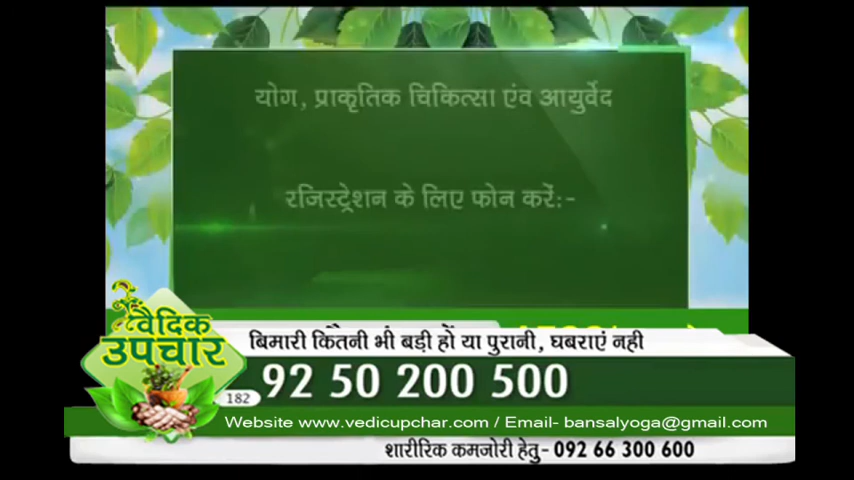 योग, प्राकृतिक चिकित्सा एंव आयुर्वेद
रजिस्ट्रेशन के लिए फोन करें:-
वैदिक
उपचार
बिमारी कितनी भी बड़ी हों या पुरानी, घबराएं नही
182
92 50 200 500
Website www.vedicupchar.com / Email- bansalyoga@gmail.com
शारीरिक कमजोरी हेतु- 092 66 300 600